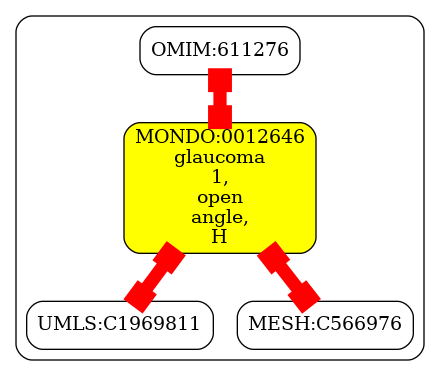 OMIM:611276
MONDO:0012646
glaucoma
1,
open
angle,
H
UMLS:C1969811
MESH:C566976